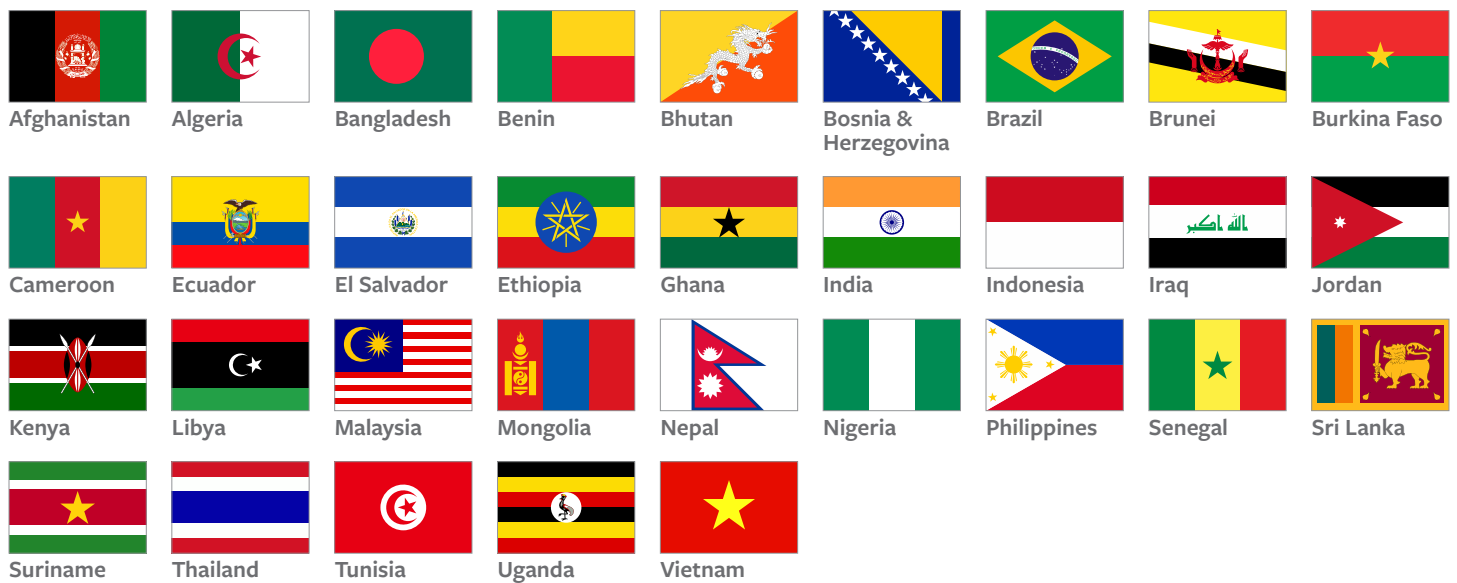 Afghanistan
Algeria
Bangladesh
Benin
Bhutan
Bosnia &
Herzegovina
Brazil
Brunei
Burkina Faso
Cameroon
Ecuador
El Salvador
Ethiopia
Ghana
India
Indonesia
الله اكبر
Iraq
Jordan
Kenya
Libya
Malaysia
Mongolia
Nepal
Nigeria
Philippines
Senegal
Sri Lanka
Suriname
Thailand
Tunisia
Uganda
Vietnam